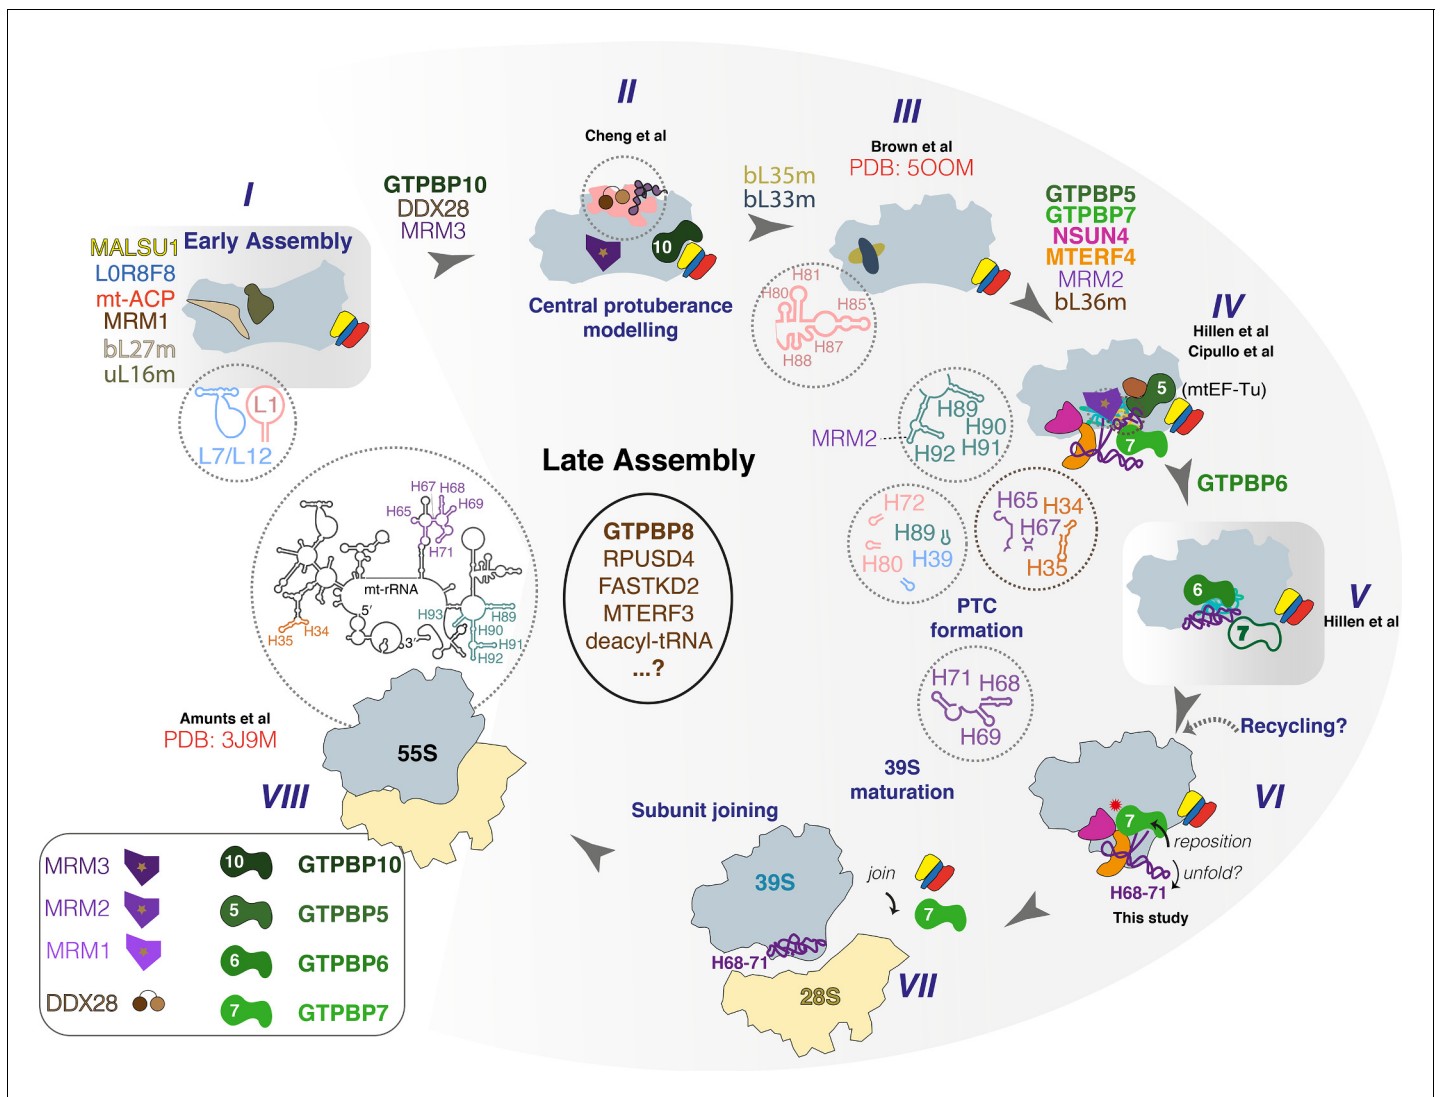 I
Early Assembly
MALSU1
L0R8F8
mt-ACP
MRM1
bL27m
uL16m
L1
L7/L12
GTPBP10
DDX28
MRM3
II
Cheng et al
10
Central protuberance
modelling
bL35m
bL33m
III
Brown et al
PDB: 5OOM
H81
H80
H85
H87
H88
GTPBP5
GTPBP7
NSUN4
MTERF4
MRM2
bL36m
IV
Hillen et al
Cipullo et al
5
(mtEF-Tu)
7
MRM2
H89
H90
H91
H92
H72
H89
H80
H39
H65
H34
H67
H35
PTC
formation
GTPBP6
6
7
V
Hillen et al
H71
H68
H69
Recycling?
39S
maturation
VI
7
reposition
unfold?
H68-71
This study
Subunit joining
39S
join
7
H68-71
28S
VII
Late Assembly
GTPBP8
RPUSD4
FASTKD2
MTERF3
deacyl-tRNA
...?
H67
H68
H65
H69
H71
mt-rRNA
5′
3′
H35
H34
H93
H89
H90
H91
H92
Amunts et al
PDB: 3J9M
55S
VIII
MRM3
10
GTPBP10
MRM2
5
GTPBP5
MRM1
6
GTPBP6
DDX28
7
GTPBP7